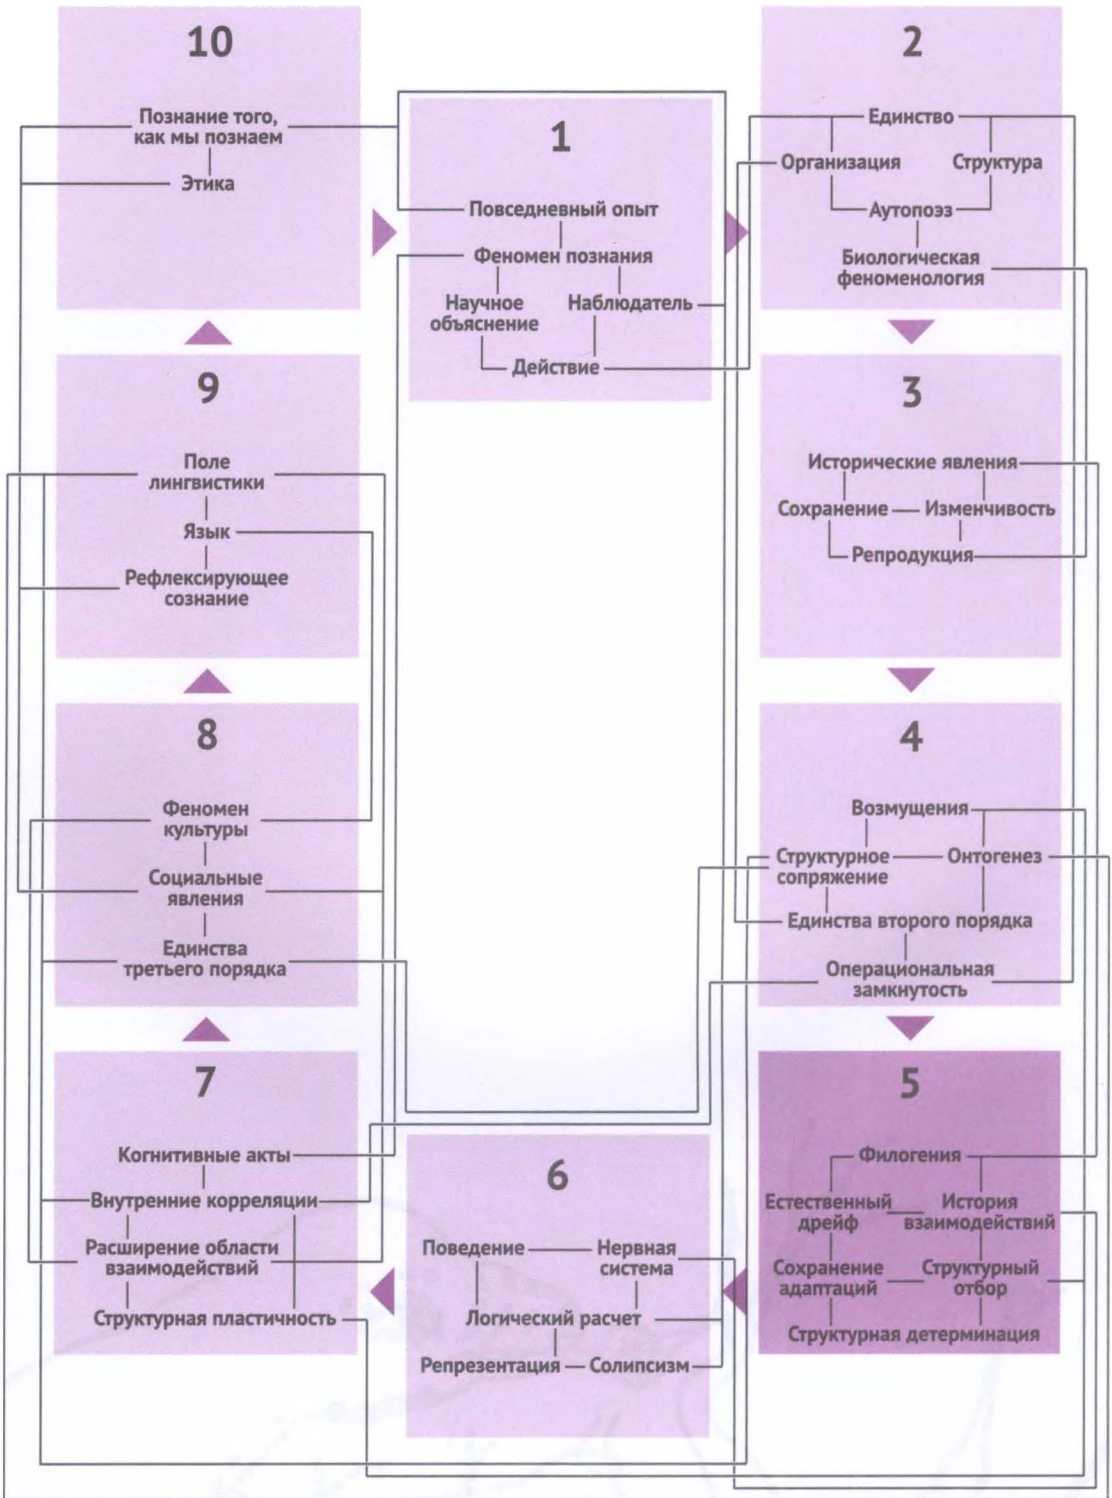 10
Познание того,
как мы познаем
Этика
1
Повседневный опыт
Феномен познания
Научное
объяснение
Наблюдатель
Действие
2
Единство
Организация
Структура
Аутопоэз
Биологическая
феноменология
3
Исторические явления
Сохранение
Изменчивость
Репродукция
4
Возмущения
Структурное
сопряжение
Онтогенез
Единства второго порядка
Операциональная
замкнутость
5
Филогения
Естественный
дрейф
История
взаимодействий
Сохранение
адаптаций
Структурный
отбор
Структурная детерминация
6
Поведение
Нервная
система
Логический расчет
Репрезентация
Солипсизм
7
Когнитивные акты
Внутренние корреляции
Расширение области
взаимодействий
Структурная пластичность
8
Феномен
культуры
Социальные
явления
Единства
третьего порядка
9
Поле
лингвистики
Язык
Рефлексирующее
сознание